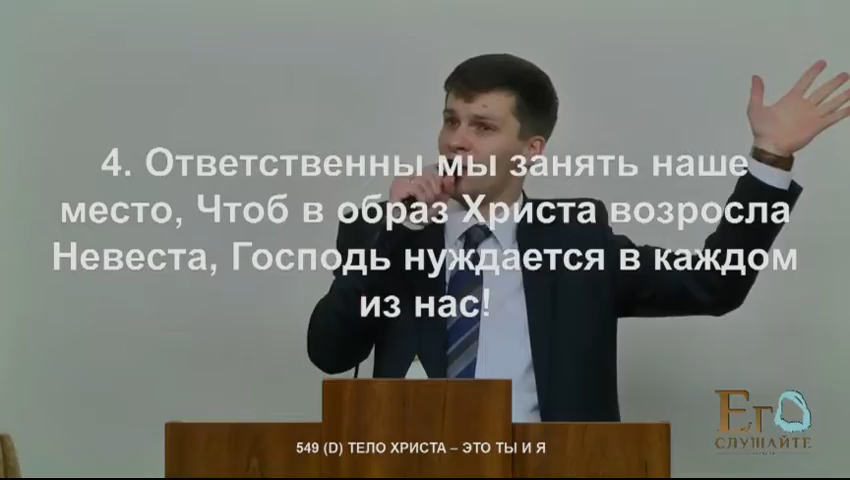 4. Ответственны мы занять наше
место, Чтоб в образ Христа возросла
Невеста, Господь нуждается в каждом
из нас!
Его
СЛУШАЙТЕ
549 (D) ТЕЛО ХРИСТА – ЭТО ТЫ И Я